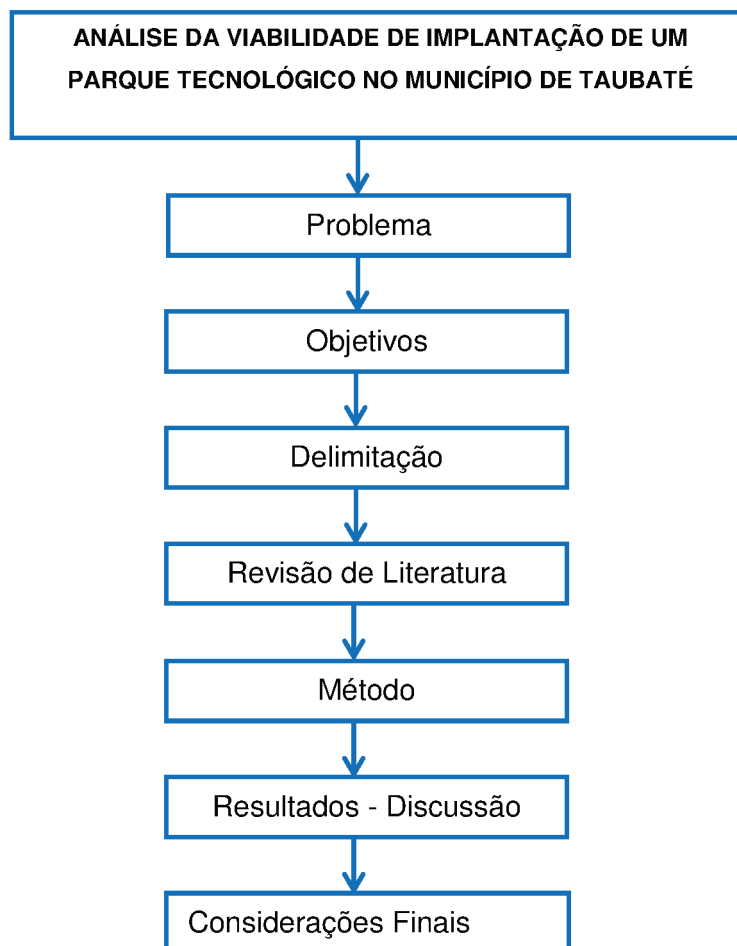 ANÁLISE DA VIABILIDADE DE IMPLANTAÇÃO DE UM
PARQUE TECNOLÓGICO NO MUNICÍPIO DE TAUBATÉ
Problema
Objetivos
Delimitação
Revisão de Literatura
Método
Resultados - Discussão
Considerações Finais